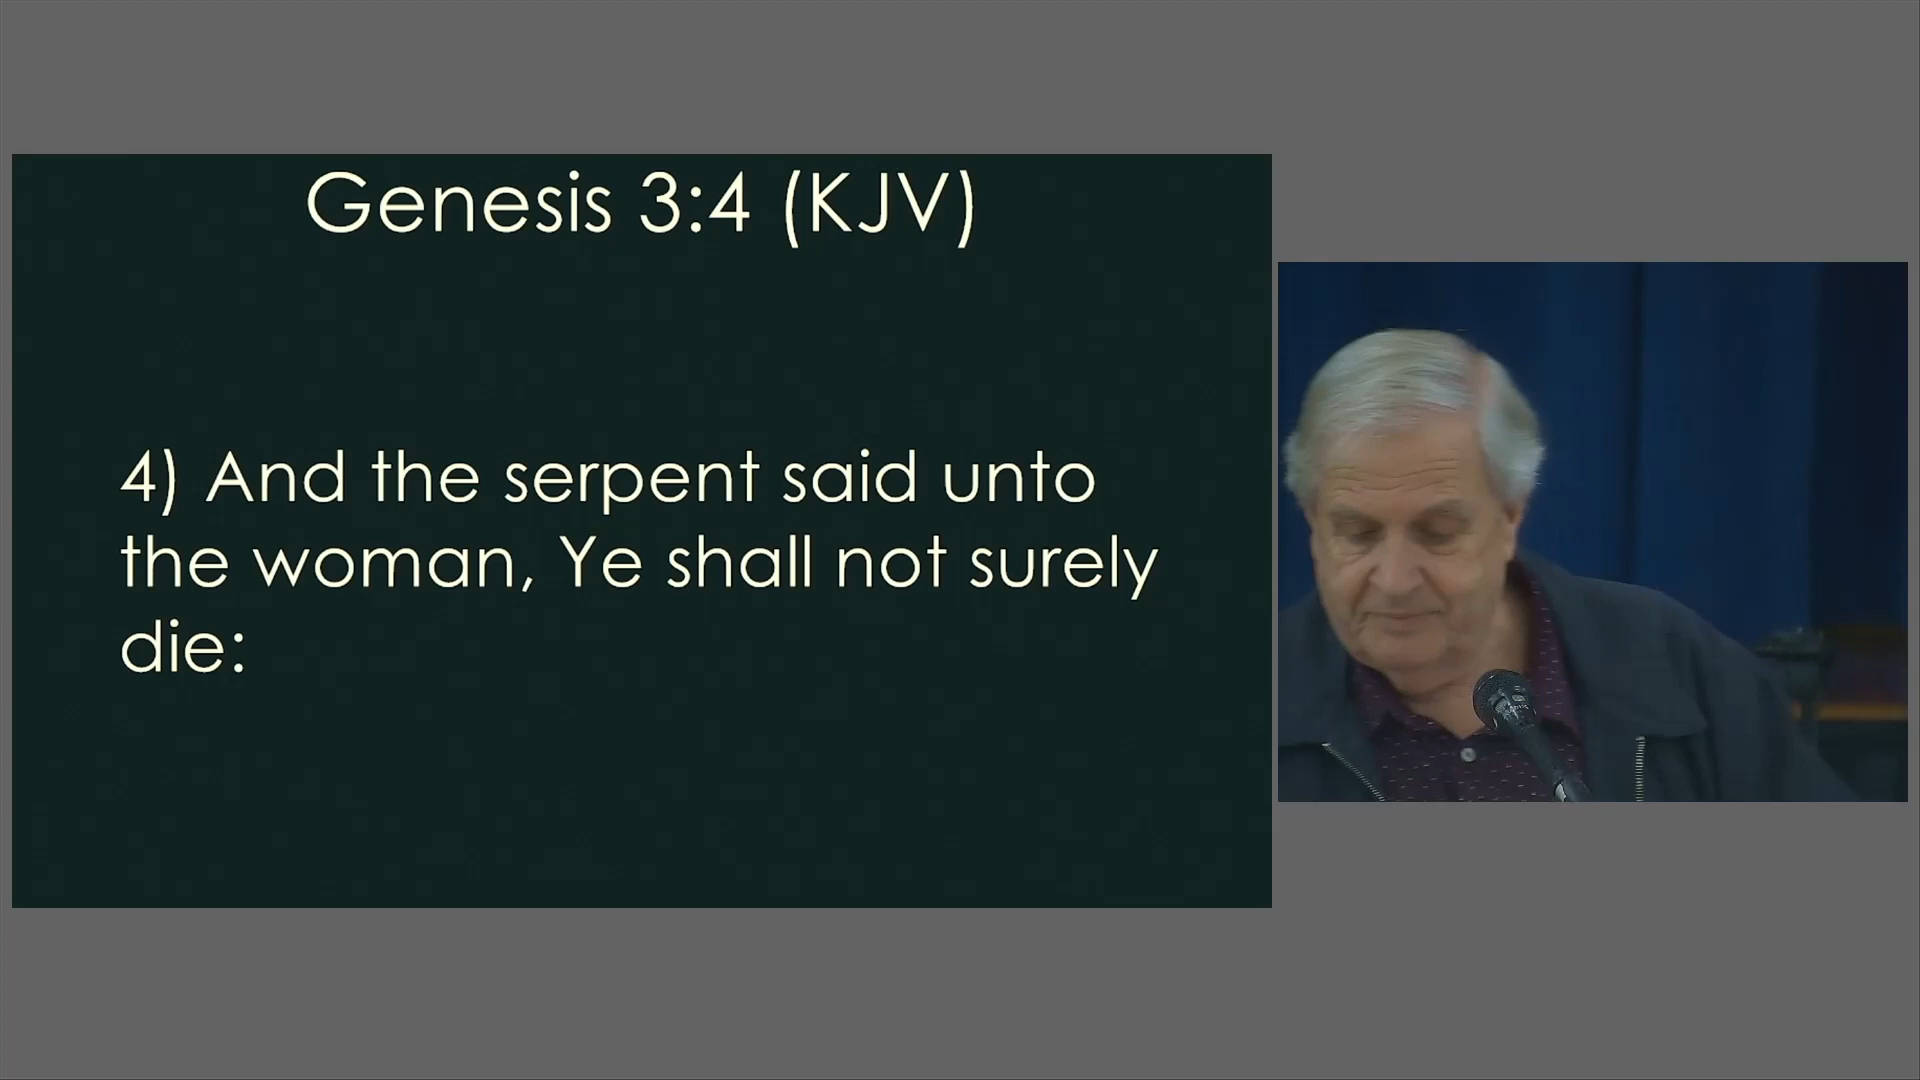 Genesis 3:4 (KJV)
4) And the serpent said unto
the woman, Ye shall not surely
die: